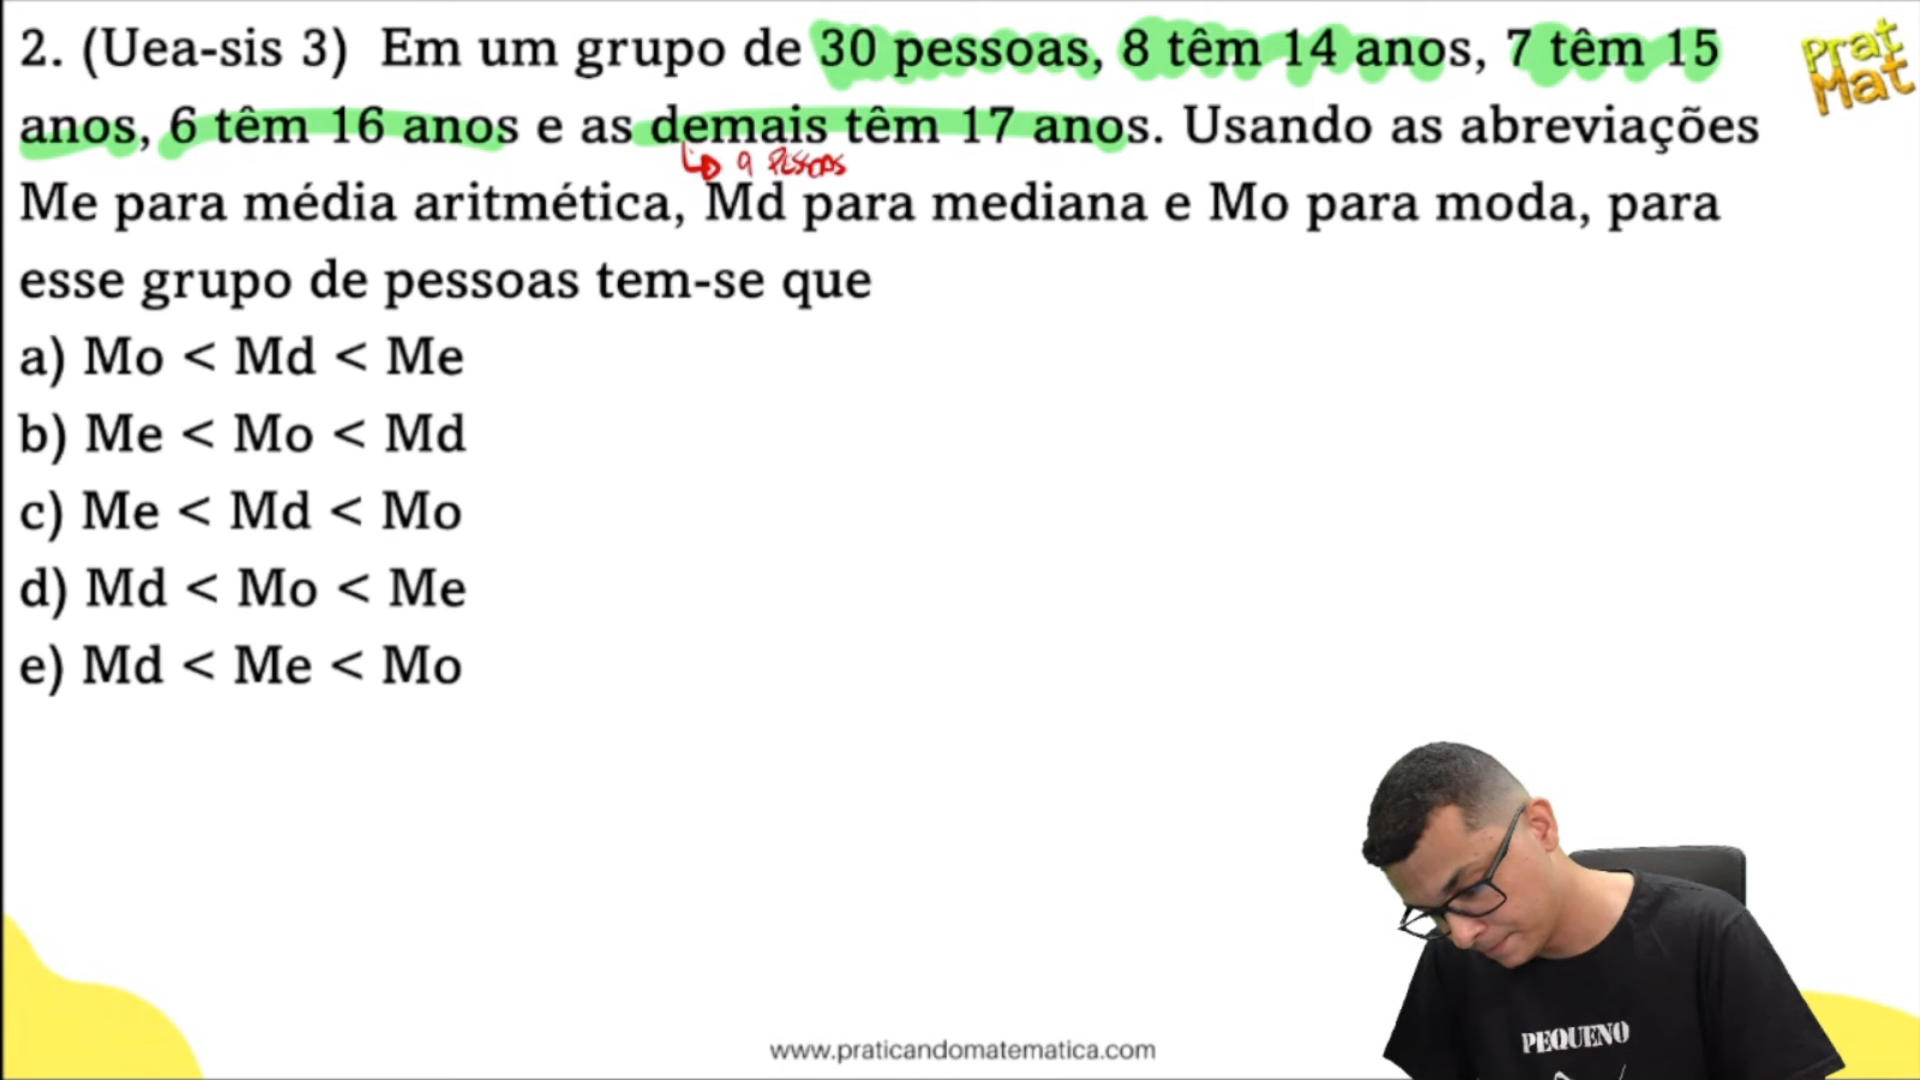 2. (Uea-sis 3) Em um grupo de 30 pessoas, 8 têm 14 anos, 7 têm 15
anos, 6 têm 16 anos e as demais têm 17 anos. Usando as abreviações
9 PESSOAS
Me para média aritmética, Md para mediana e Mo para moda, para
esse grupo de pessoas tem-se que
a) Mo < Md < Me
b) Me < Mo < Md
c) Me < Md < Mo
d) Md < Mo < Me
e) Md < Me < Mo
Prat
Mat
PEQUENO
www.praticandomatematica.com